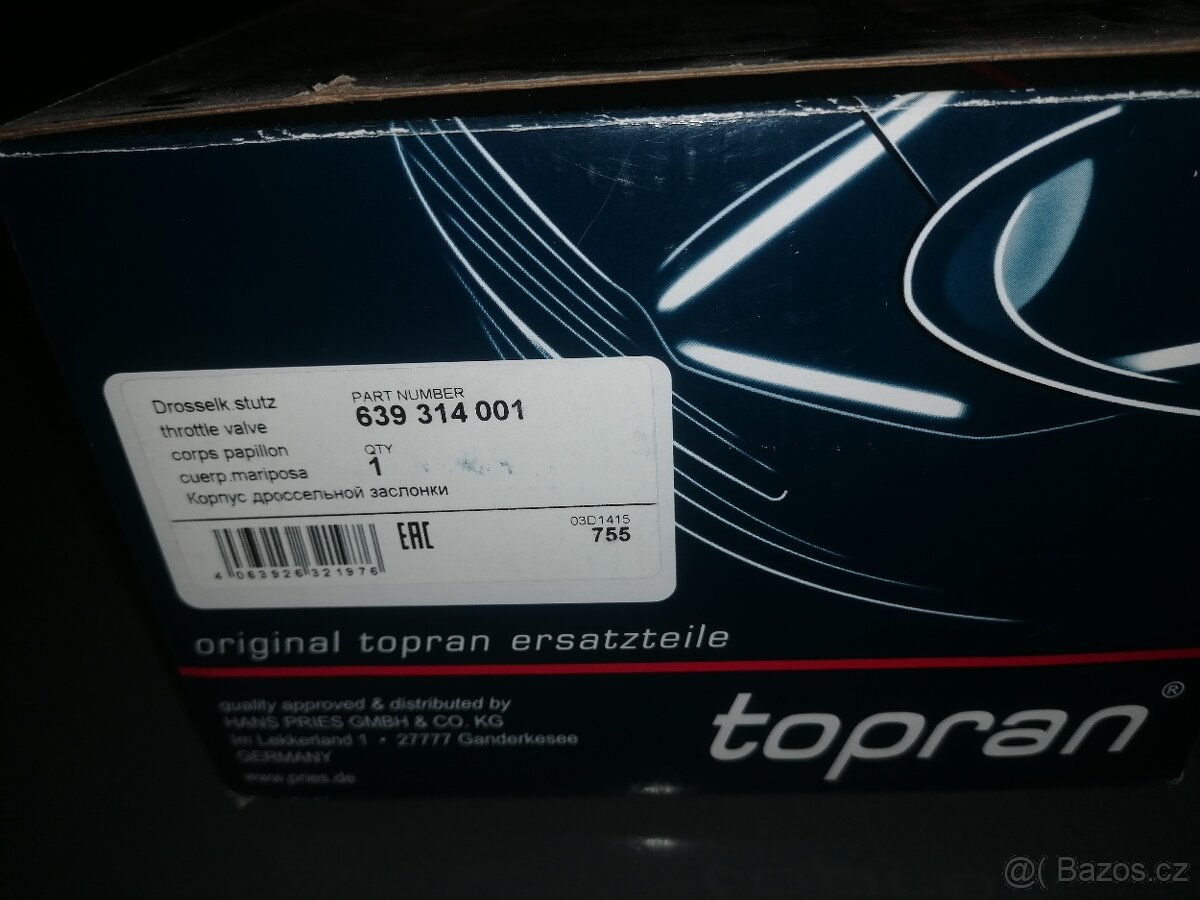 Drosselk.stutz
throttle valve
corps papillon
cuerp.mariposa
Корпус дроссельной заслонки
PART NUMBER
639 314 001
QTY
1
EAC
03D1415
755
4 063926 321976
original topran ersatzteile
quality approved & distributed by
HANS PRIES GMBH & CO. KG
Im Lekkerland 1 • 27777 Ganderkesee
GERMANY
www.pries.de
topran®
@( Bazos.cz